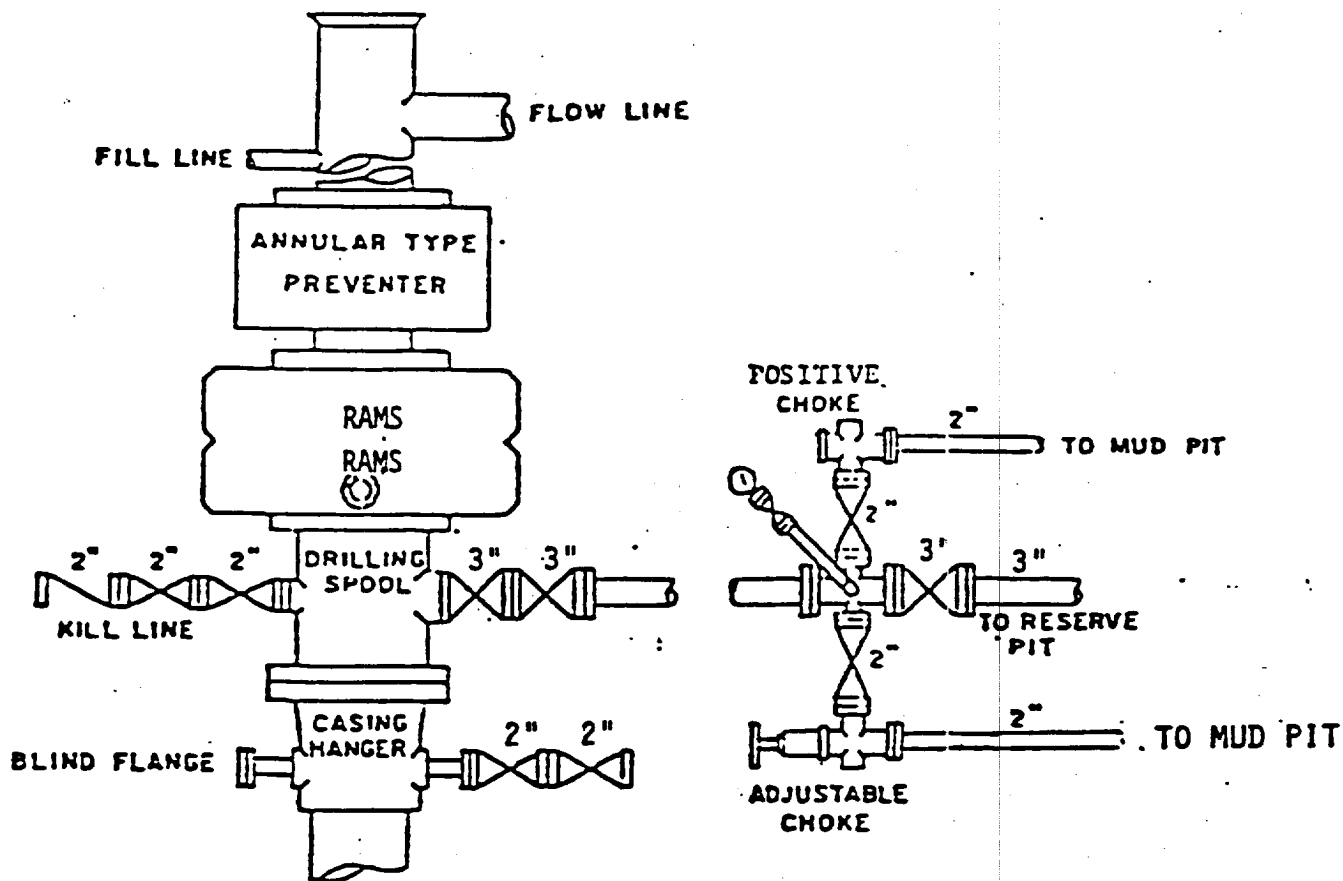 FLOW LINE
FILL LINE
ANNULAR TYPE
PREVENTER
RAMS
RAMS
POSITIVE
CHOKE
2"
TO MUD PIT
2"
2" 2" 2"
DRILLING
SPOOL
3" 3"
3" 3"
KILL LINE
TO RESERVE
PIT
2"
CASING
HANGER
2" 2"
BLIND FLANGE
2"
TO MUD PIT
ADJUSTABLE
CHOKE